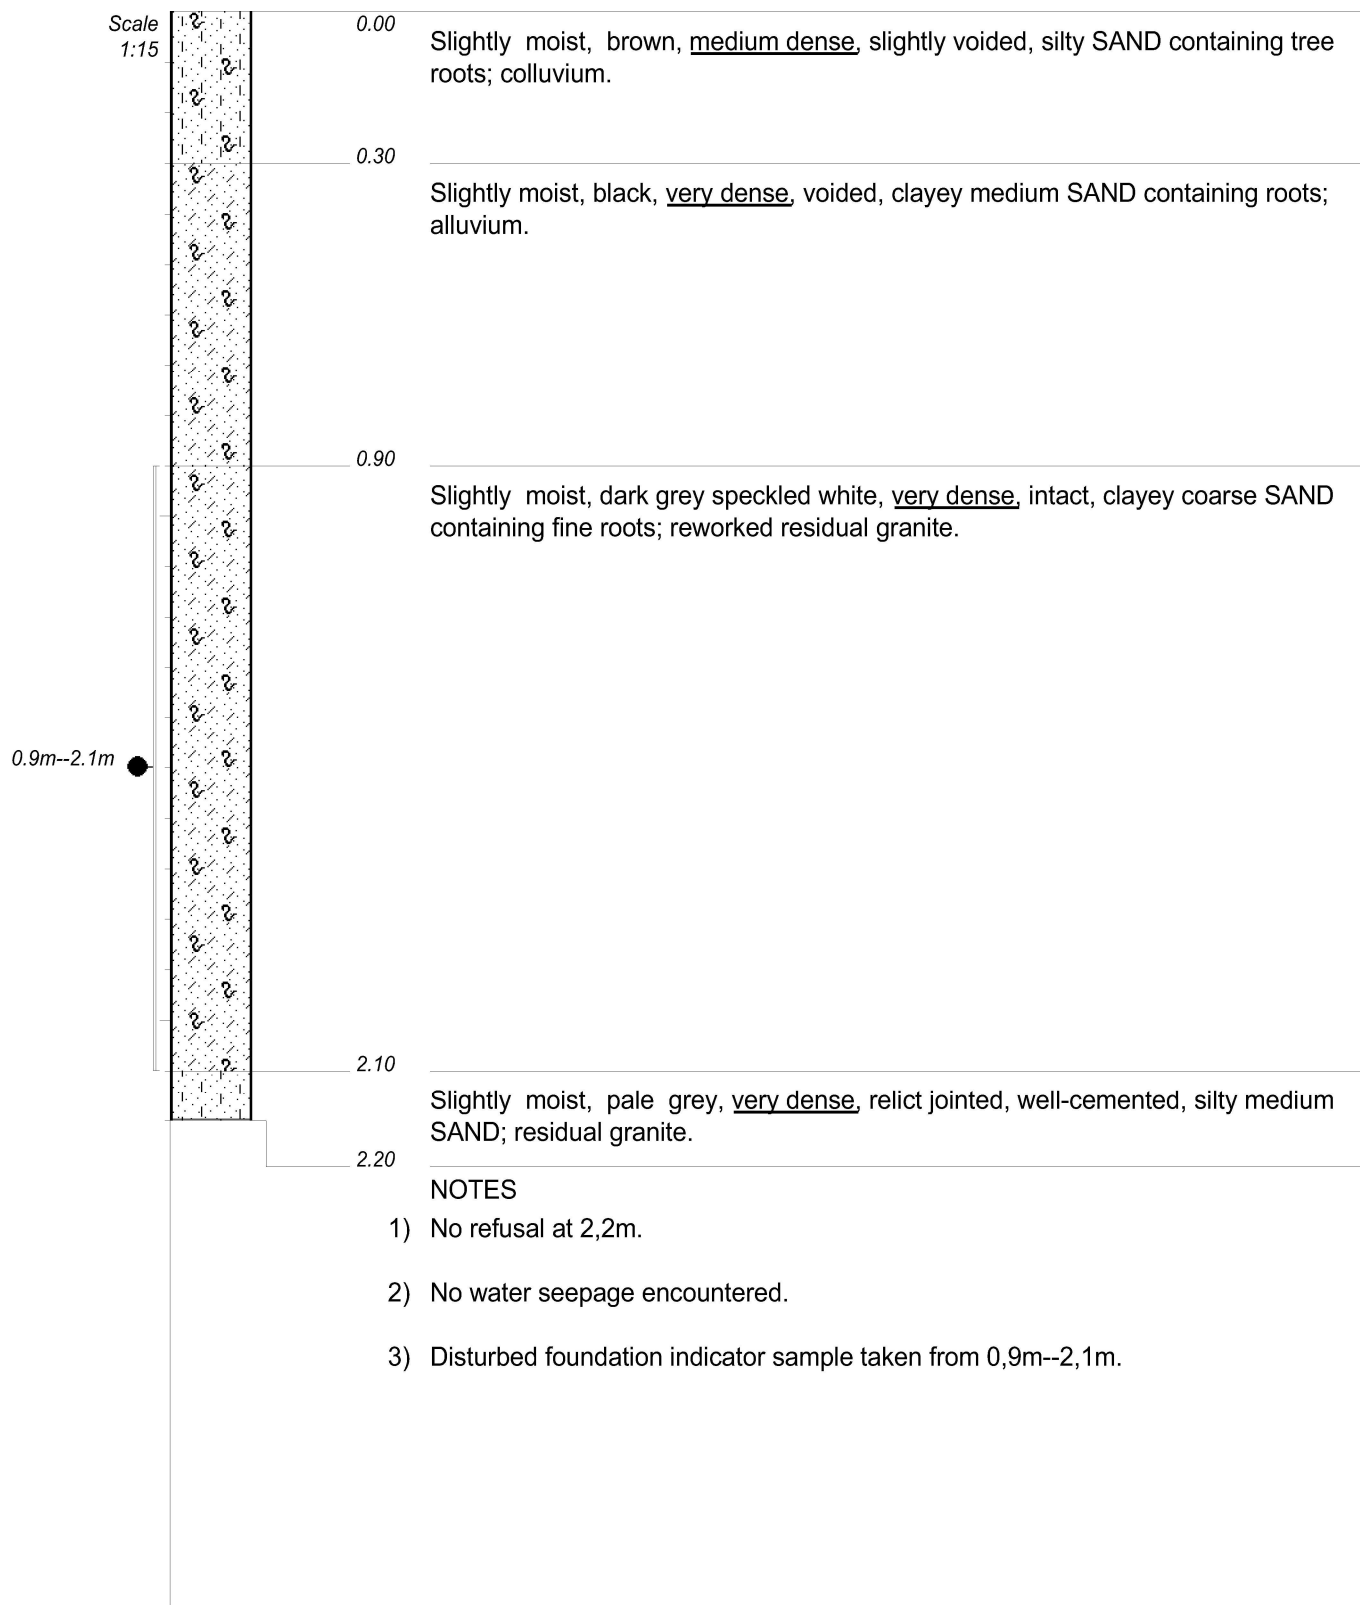 Scale
1:15
0.00
Slightly moist, brown, medium dense, slightly voided, silty SAND containing tree
roots; colluvium.
0.30
Slightly moist, black, very dense, voided, clayey medium SAND containing roots;
alluvium.
0.90
Slightly moist, dark grey speckled white, very dense, intact, clayey coarse SAND
containing fine roots; reworked residual granite.
0.9m--2.1m
2.10
Slightly moist, pale grey, very dense, relict jointed, well-cemented, silty medium
SAND; residual granite.
2.20
NOTES
1) No refusal at 2,2m.
2) No water seepage encountered.
3) Disturbed foundation indicator sample taken from 0,9m--2,1m.